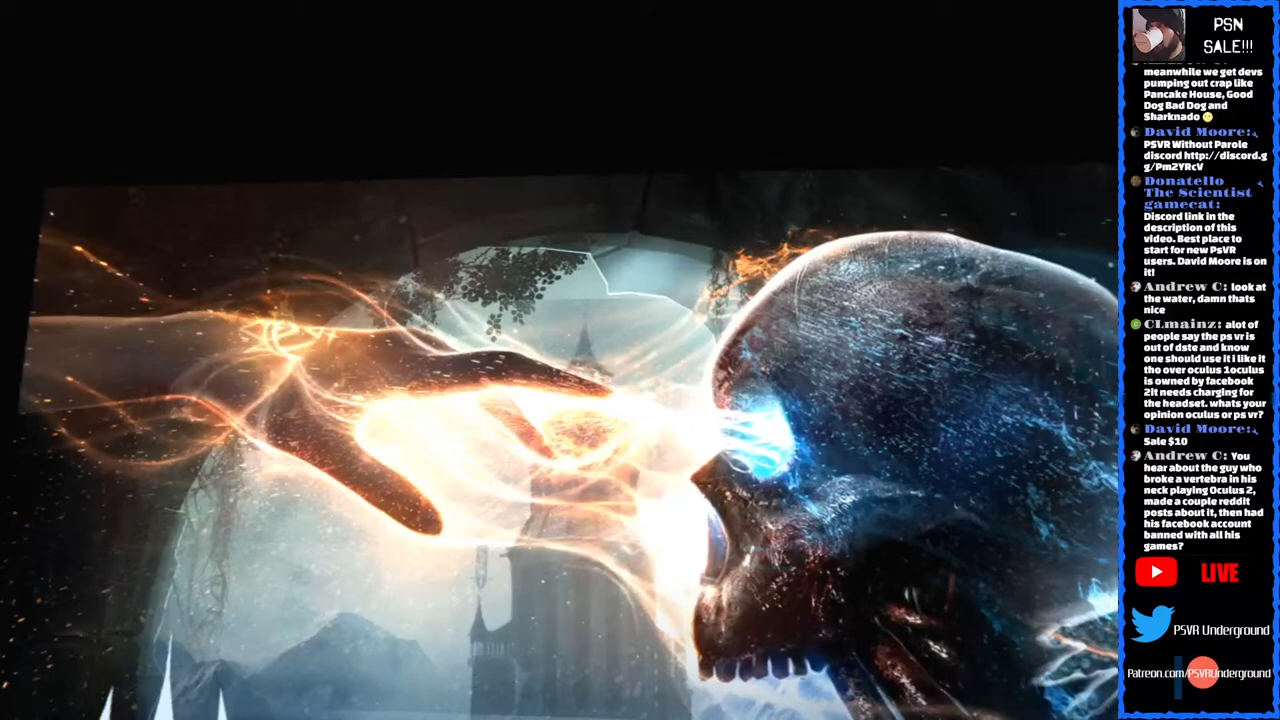 PSN
SALE!!!
meanwhile we get devs
pumping out crap like
Pancake House, Good
Dog Bad Dog and
Sharknado
David Moore:
PSVR Without Parole
discord http://discord.g
g/Pm2YRcV
Donatello
The Scientist
gamecat:
Discord link in the
description of this
video. Best place to
start for new PsVR
users. David Moore is on
it!
Andrew C: look at
the water, damn thats
nice
CLmainz: alot of
people say the ps vr is
out of dste and know
one should use it i like it
tho over oculus 1oculus
is owned by facebook
2it needs charging for
the headset. whats your
opinion oculus or ps vr?
David Moore:
Sale $10
Andrew C: You
hear about the guy who
broke a vertebra in his
neck playing Oculus 2,
made a couple reddit
posts about it, then had
his facebook account
banned with all his
games?
LIVE
PSVR Underground
Patreon.com/PSVRUnderground